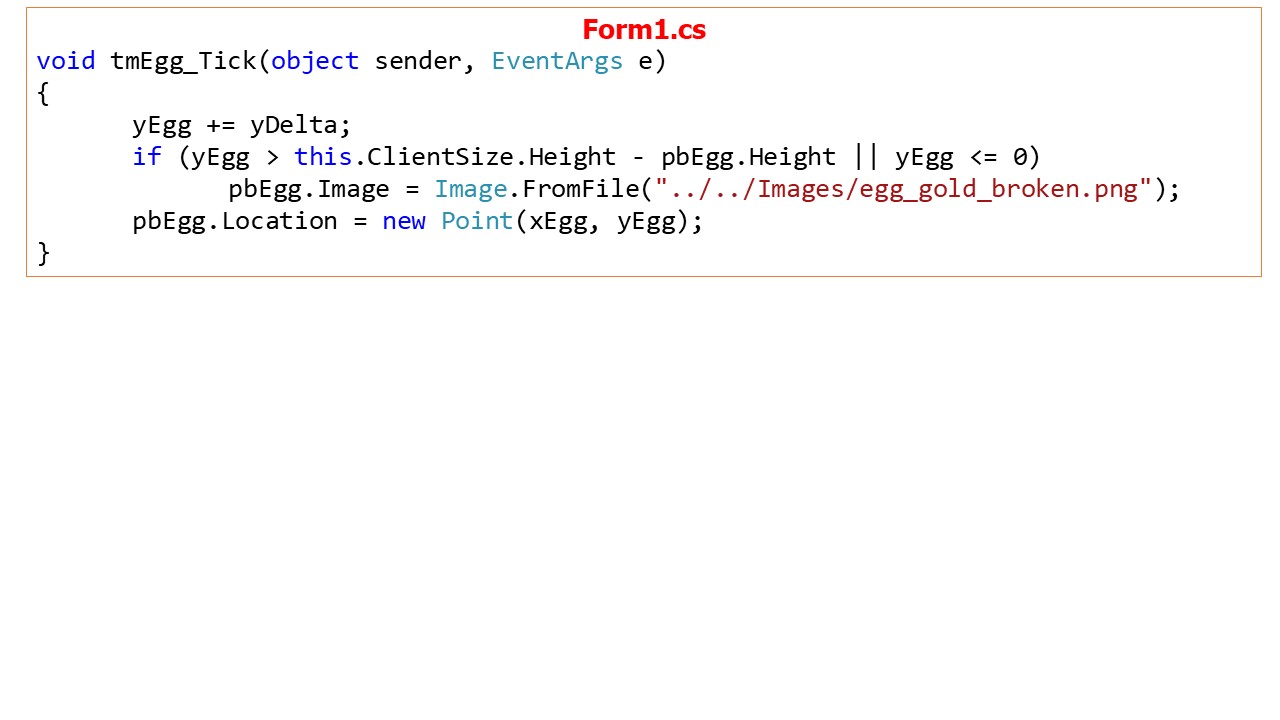 Form1.cs
void tmEgg_Tick(object sender, EventArgs e)
{
yEgg += yDelta;
if (yEgg > this.ClientSize.Height - pbEgg.Height || yEgg <= 0)
pbEgg.Image = Image.FromFile("../../Images/egg_gold_broken.png");
pbEgg.Location = new Point(xEgg, yEgg);
}